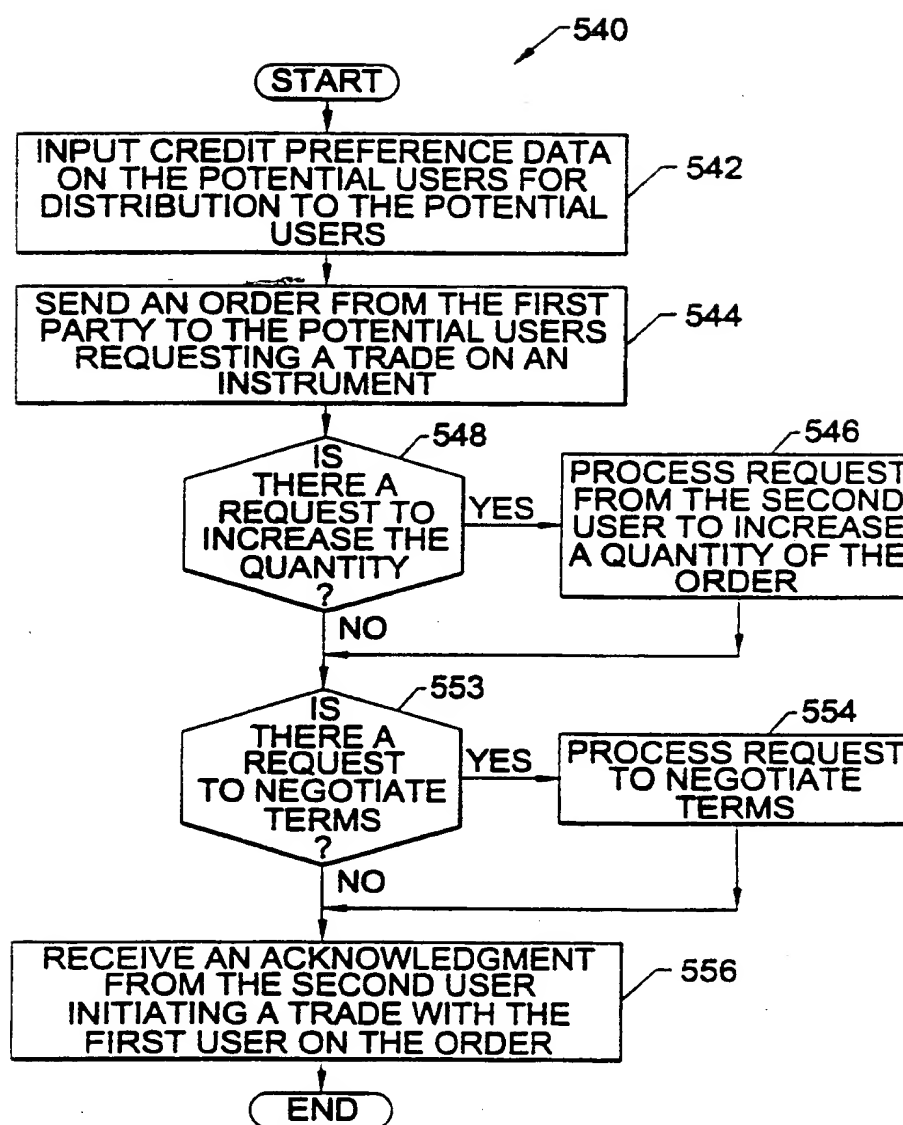 540
START
INPUT CREDIT PREFERENCE DATA
ON THE POTENTIAL USERS FOR
DISTRIBUTION TO THE POTENTIAL
USERS
542
SEND AN ORDER FROM THE FIRST
PARTY TO THE POTENTIAL USERS
REQUESTING A TRADE ON AN
INSTRUMENT
544
548
IS
THERE A
REQUEST TO
INCREASE THE
QUANTITY
?
YES
NO
546
PROCESS REQUEST
FROM THE SECOND
USER TO INCREASE
A QUANTITY OF THE
ORDER
553
IS
THERE A
REQUEST
TO NEGOTIATE
TERMS
?
YES
NO
554
PROCESS REQUEST
TO NEGOTIATE
TERMS
RECEIVE AN ACKNOWLEDGMENT
FROM THE SECOND USER
INITIATING A TRADE WITH THE
FIRST USER ON THE ORDER
556
END